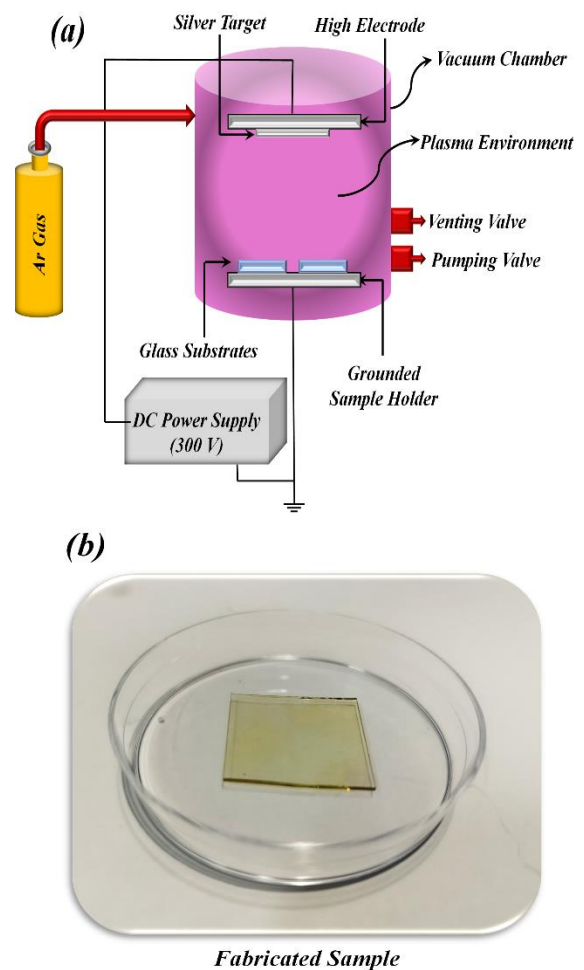 (a)
Silver Target
High Electrode
Vacuum Chamber
Plasma Environment
Ar Gas
Venting Valve
Pumping Valve
Glass Substrates
Grounded
Sample Holder
DC Power Supply
(300 V)
(b)
Fabricated Sample